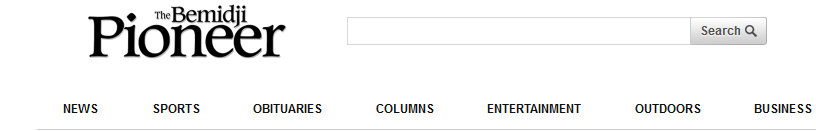 The Bemidji
Pioneer
Search
NEWS SPORTS OBITUARIES COLUMNS ENTERTAINMENT OUTDOORS BUSINESS